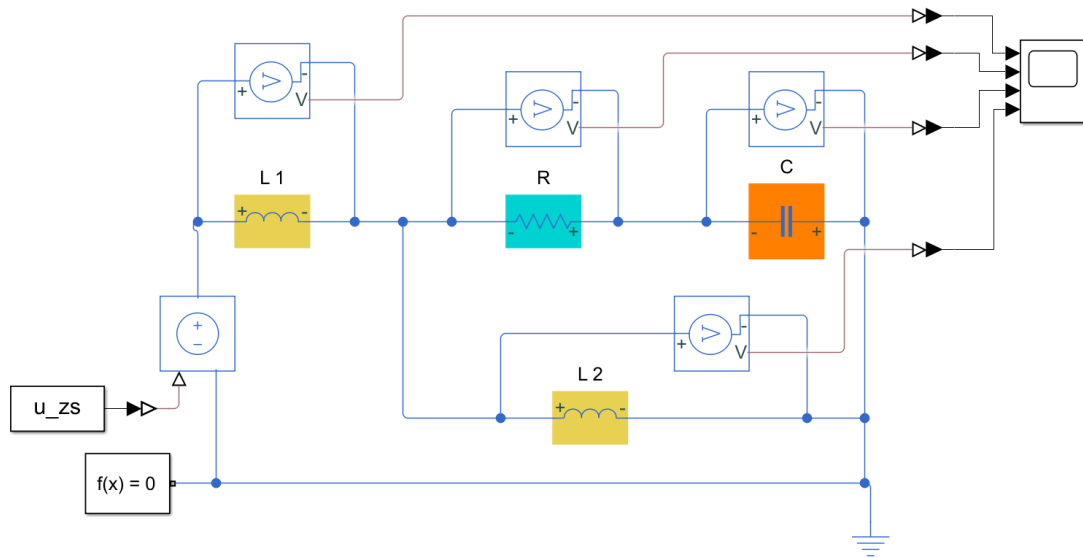 V
+
-
V
V
+
-
V
V
+
-
V
L 1
+
-
R
-
+
C
-
+
+
-
V
+
-
V
L 2
+
-
u_zs
f(x) = 0